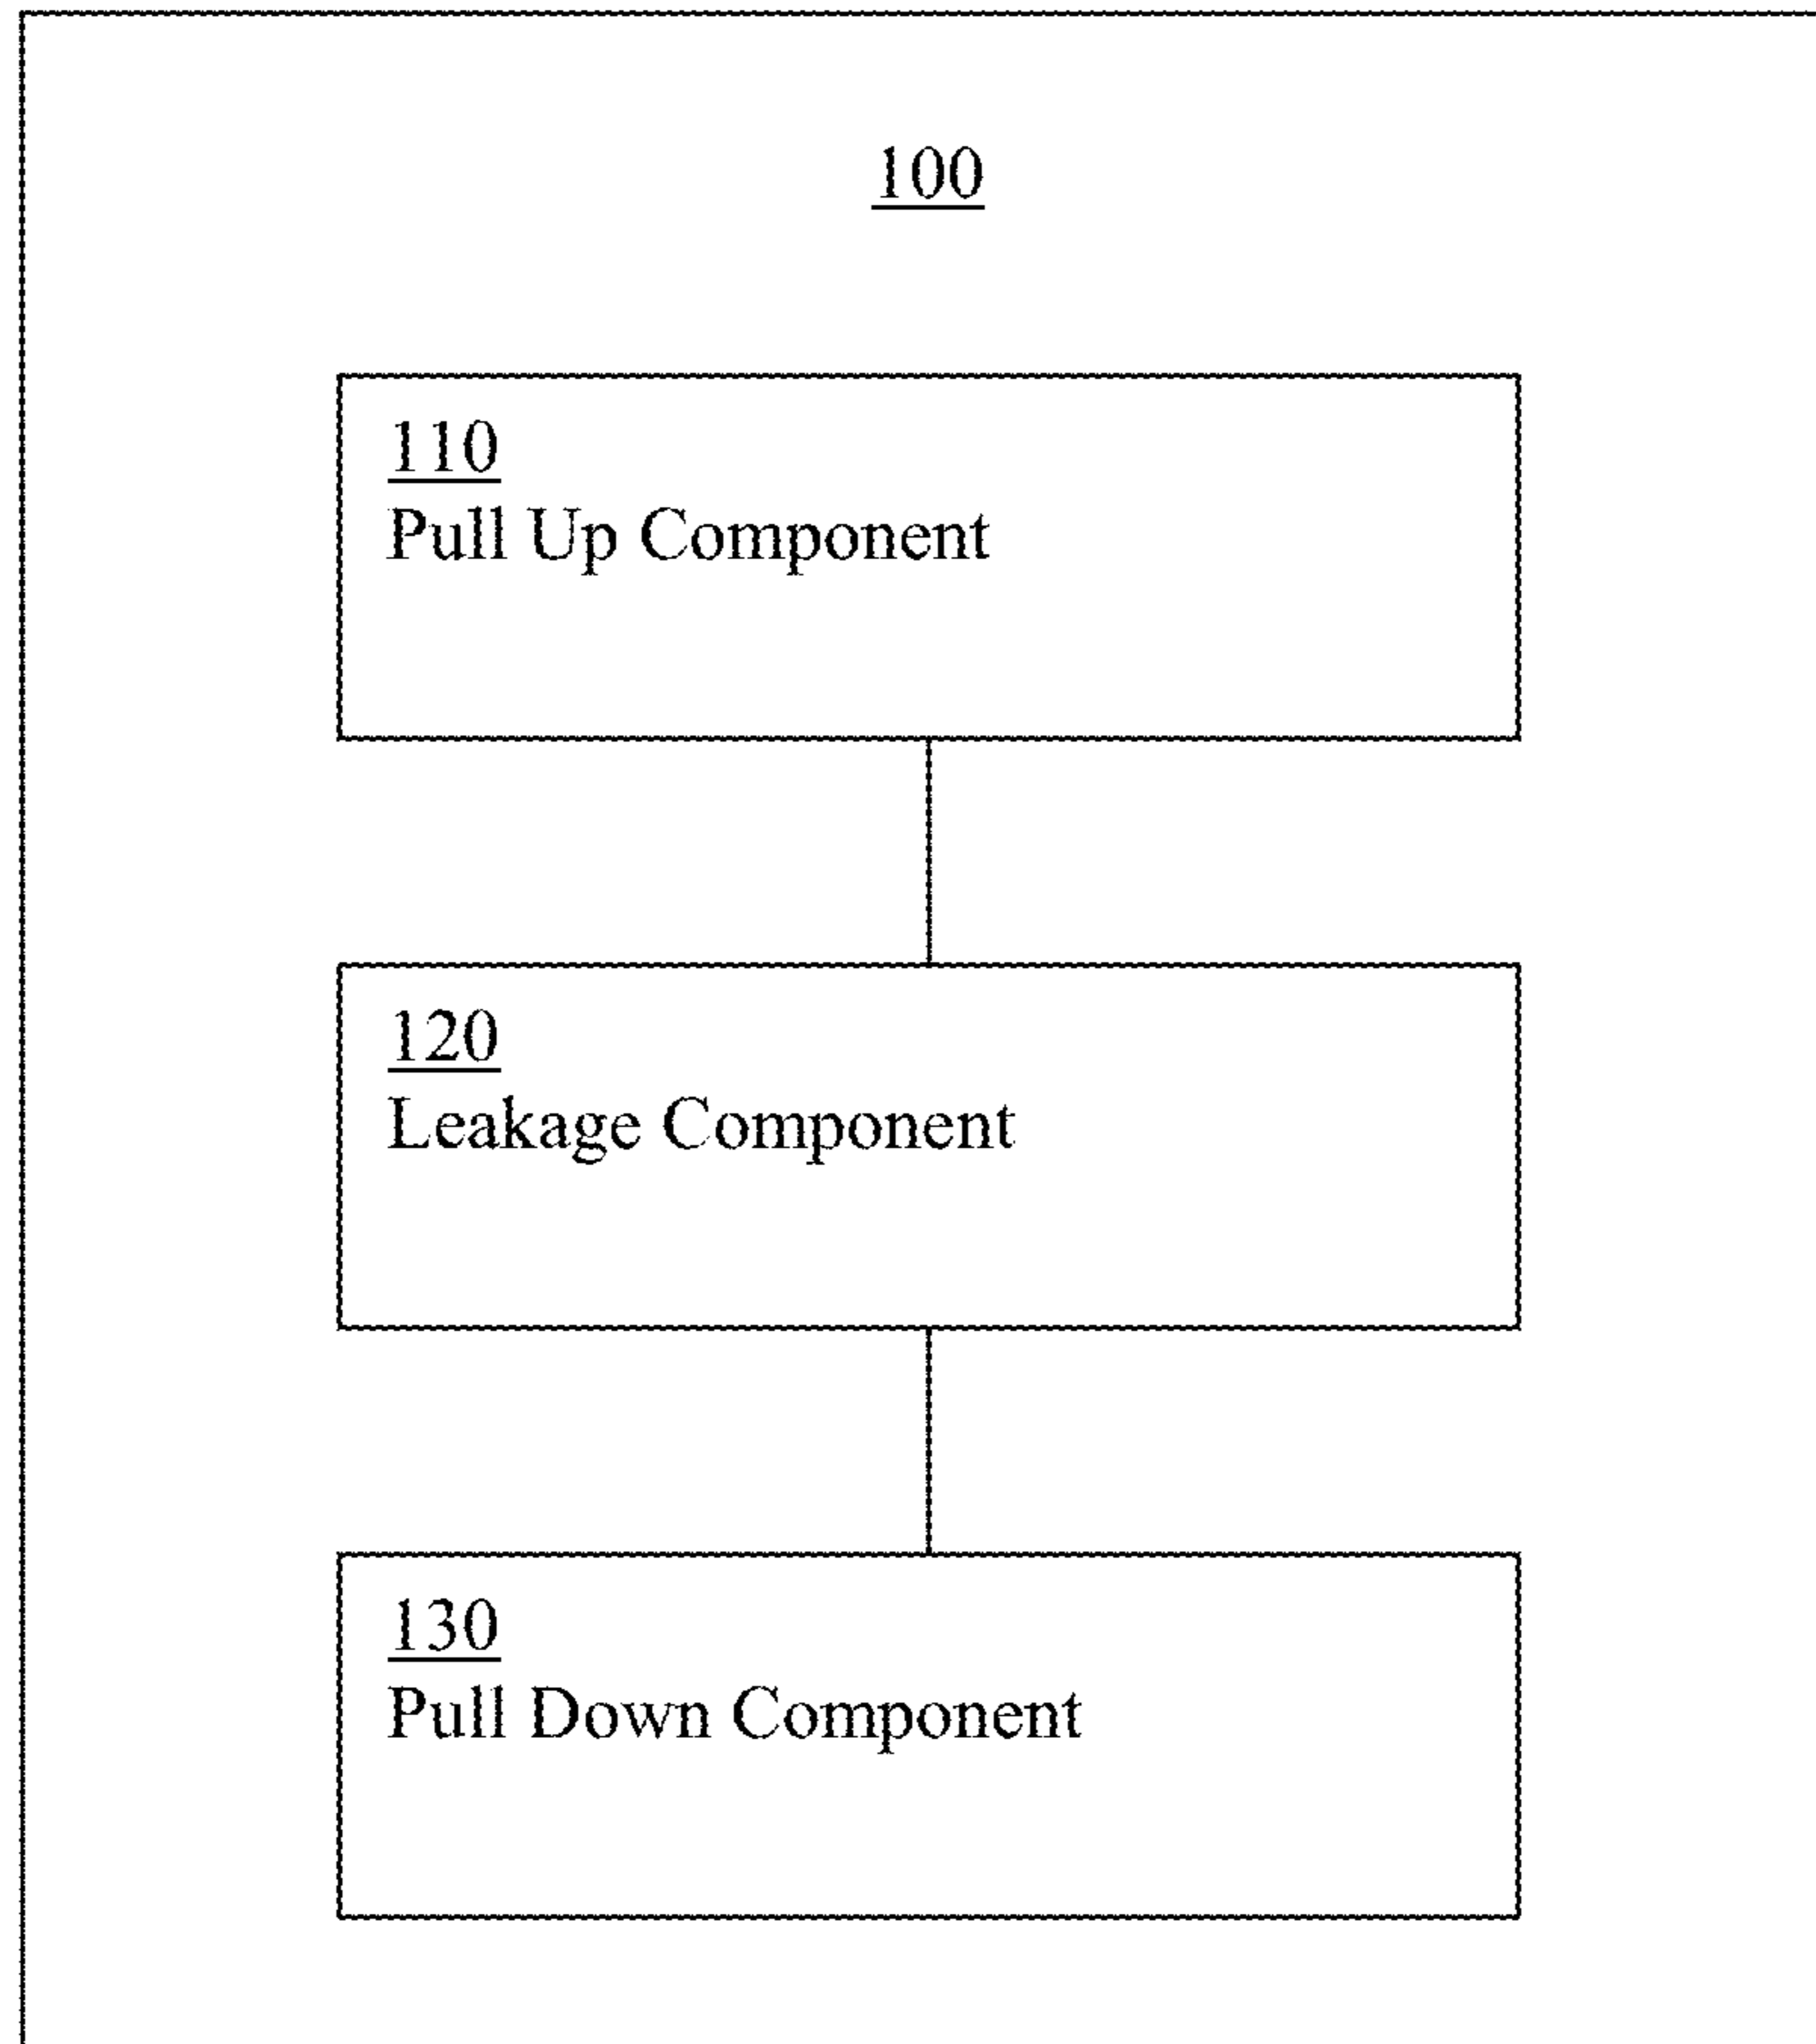 100
110
Pull Up Component
120
Leakage Component
130
Pull Down Component